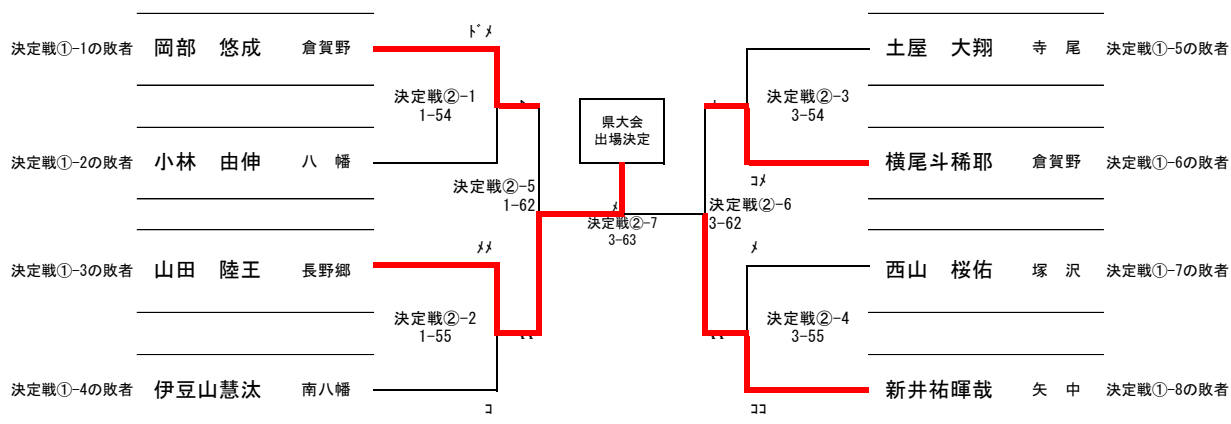 ﾄﾞﾒ
決定戦①-1の敗者 岡部 悠成 倉賀野
土屋 大翔 寺 尾 決定戦①-5の敗者
決定戦②-1
1-54
決定戦②-3
3-54
県大会
出場決定
決定戦①-2の敗者 小林 由伸 八 幡
横尾斗稀耶 倉賀野 決定戦①-6の敗者
ｺﾒ
決定戦②-5
1-62
ﾒ
決定戦②-7
3-63
決定戦②-6
3-62
ﾒﾒ
ﾒ
決定戦①-3の敗者 山田 陸王 長野郷
西山 桜佑 塚 沢 決定戦①-7の敗者
決定戦②-2
1-55
決定戦②-4
3-55
決定戦①-4の敗者 伊豆山慧汰 南八幡
新井祐暉哉 矢 中 決定戦①-8の敗者
ｺ
ｺｺ